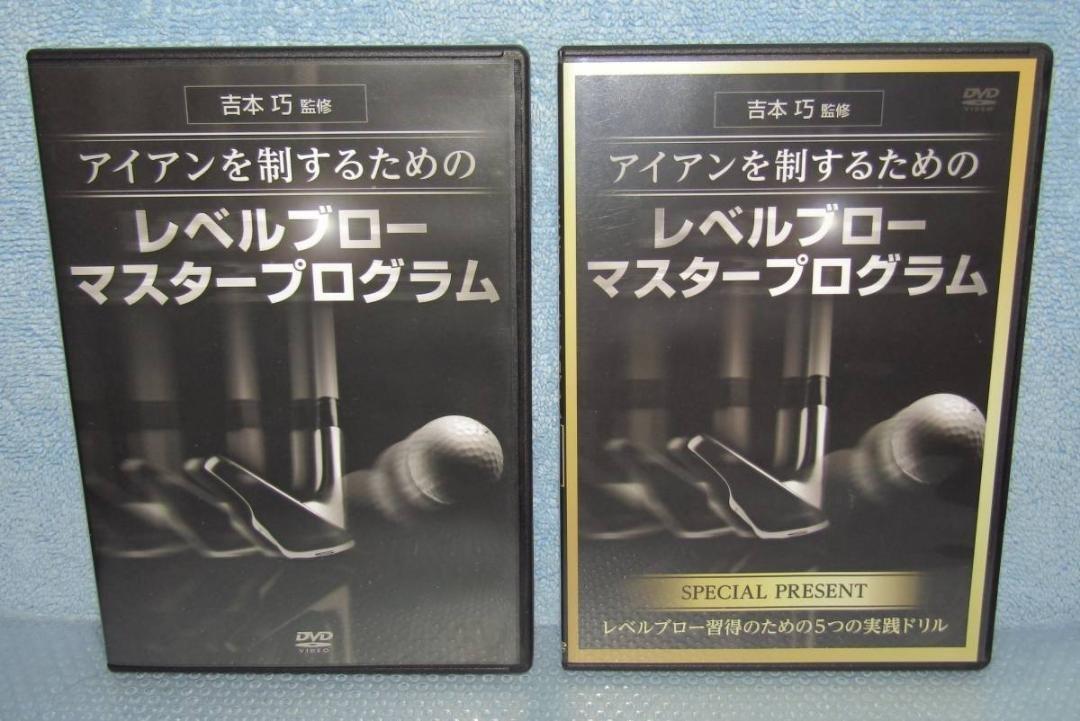 吉本 巧 監修
アイアンを制するための
レベルブロー
マスタープログラム
DVD
VIDEO
DVD
VIDEO
吉本 巧 監修
アイアンを制するための
レベルブロー
マスタープログラム
SPECIAL PRESENT
レベルブロー習得のための5つの実践ドリル